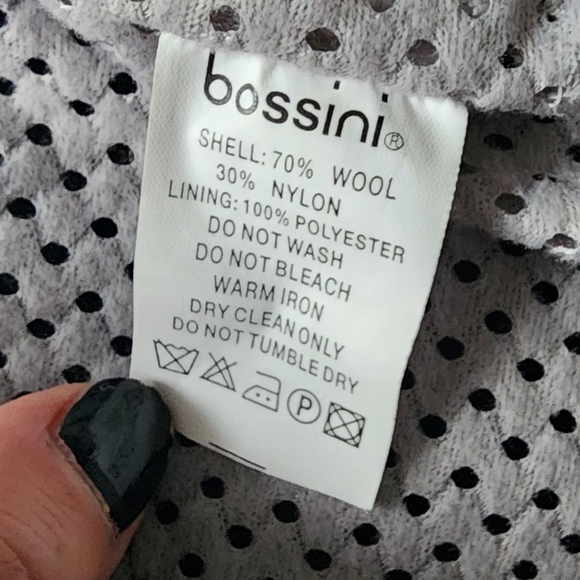 bossini®
SHELL: 70% WOOL
30% NYLON
LINING: 100% POLYESTER
DO NOT WASH
DO NOT BLEACH
WARM IRON
DRY CLEAN ONLY
DO NOT TUMBLE DRY
P